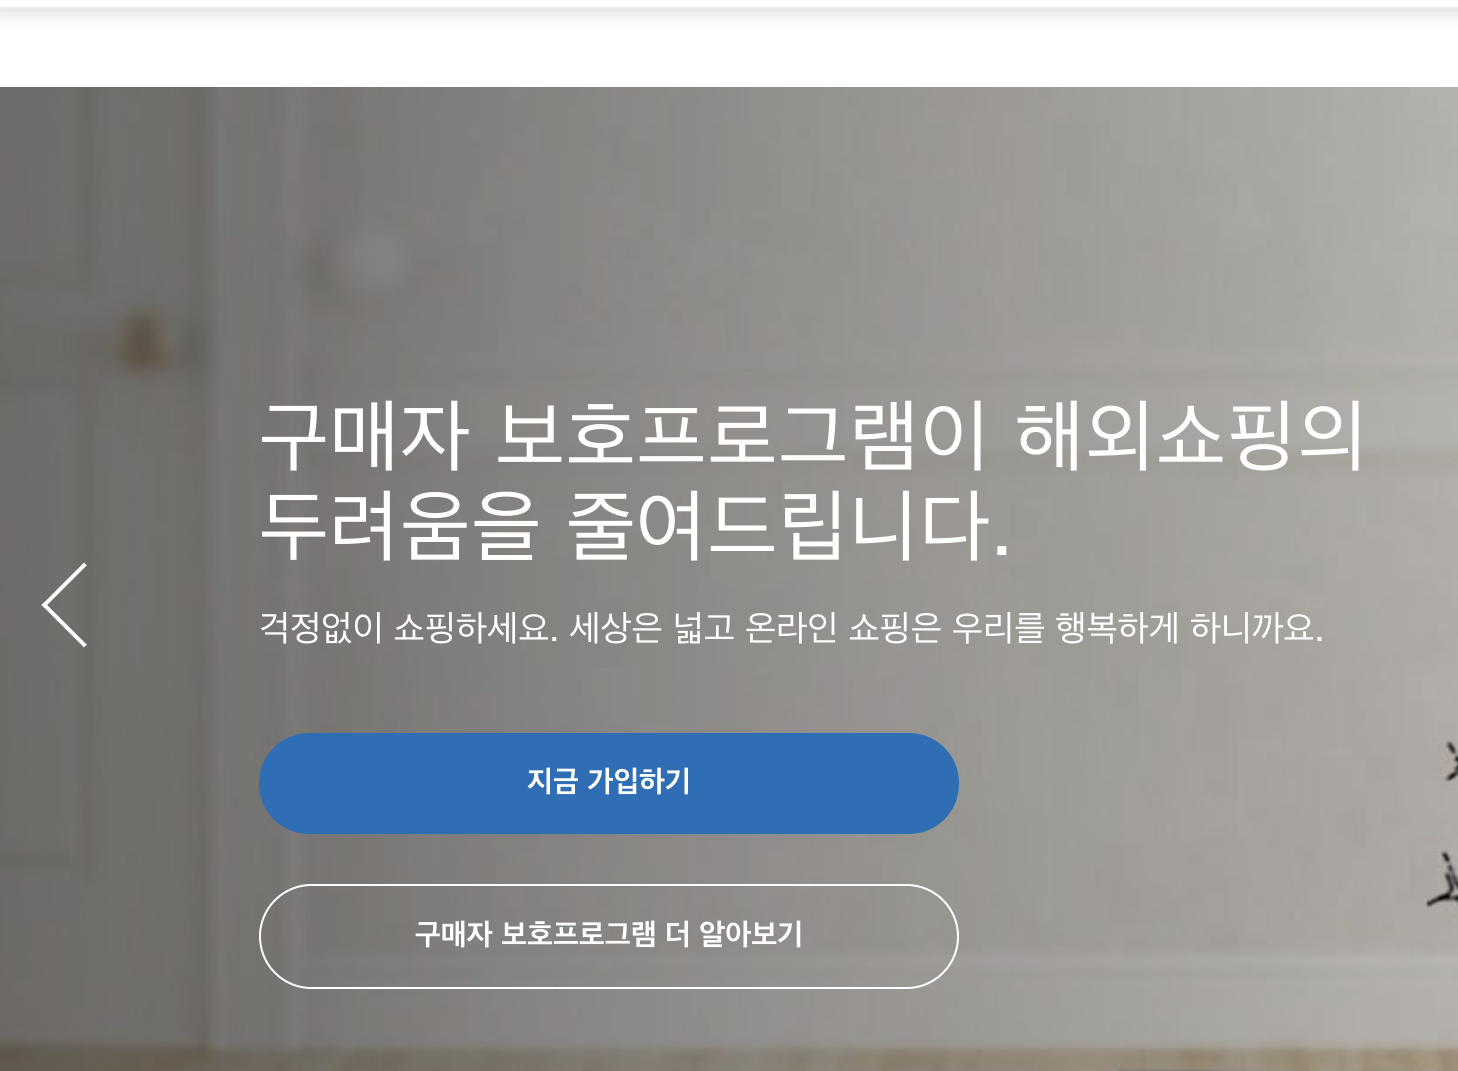 구매자 보호프로그램이 해외쇼핑의
두려움을 줄여드립니다.
걱정없이 쇼핑하세요. 세상은 넓고 온라인 쇼핑은 우리를 행복하게 하니까요.
지금 가입하기
구매자 보호프로그램 더 알아보기